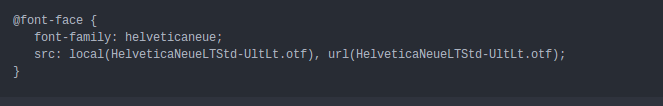 @font-face {
   font-family: helveticaneue;
   src: local(HelveticaNeueLTStd-UltLt.otf), url(HelveticaNeueLTStd-UltLt.otf);
}